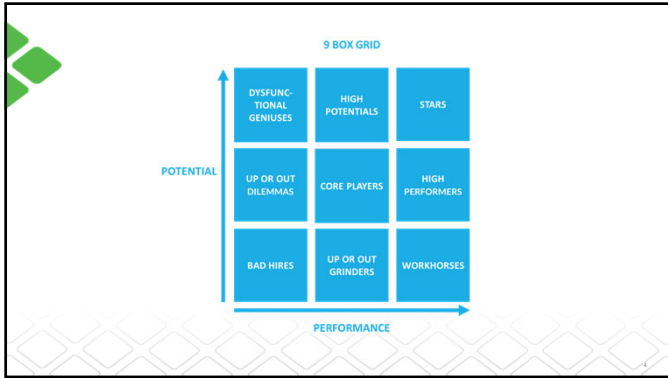 9 BOX GRID
DYSFUNC-
TIONAL
GENIUSES
HIGH
POTENTIALS
STARS
POTENTIAL
UP OR OUT
DILEMMAS
CORE PLAYERS
HIGH
PERFORMERS
BAD HIRES
UP OR OUT
GRINDERS
WORKHORSES
PERFORMANCE